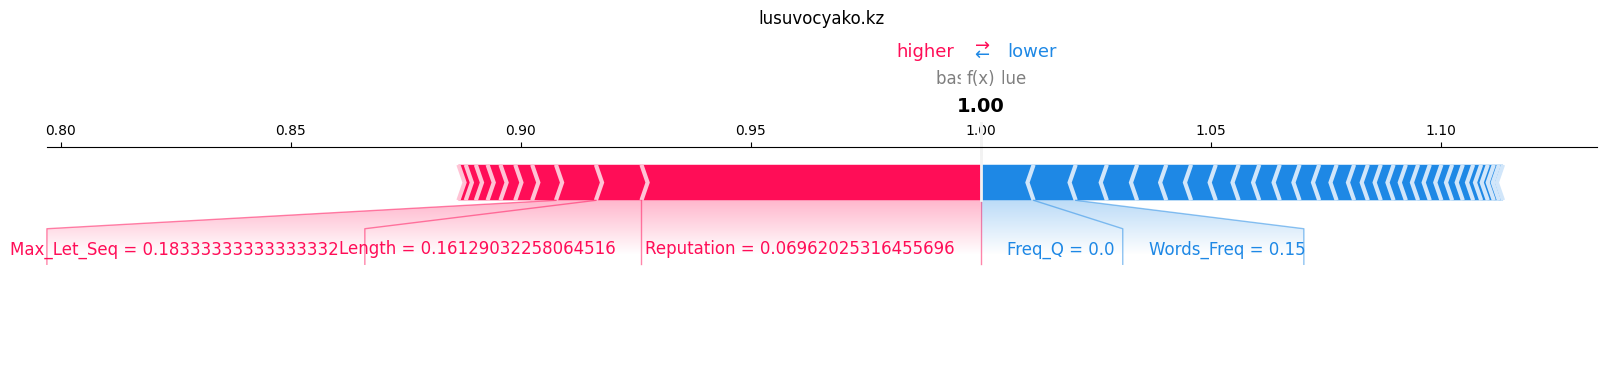 lusuvocyako.kz
higher ⇄ lower
f(x) lue
1.00
0.80 0.85 0.90 0.95 1.00 1.05 1.10
Max_Let_Seq = 0.18333333333333332 Length = 0.16129032258064516 Reputation = 0.06962025316455696 Freq_Q = 0.0 Words_Freq = 0.15